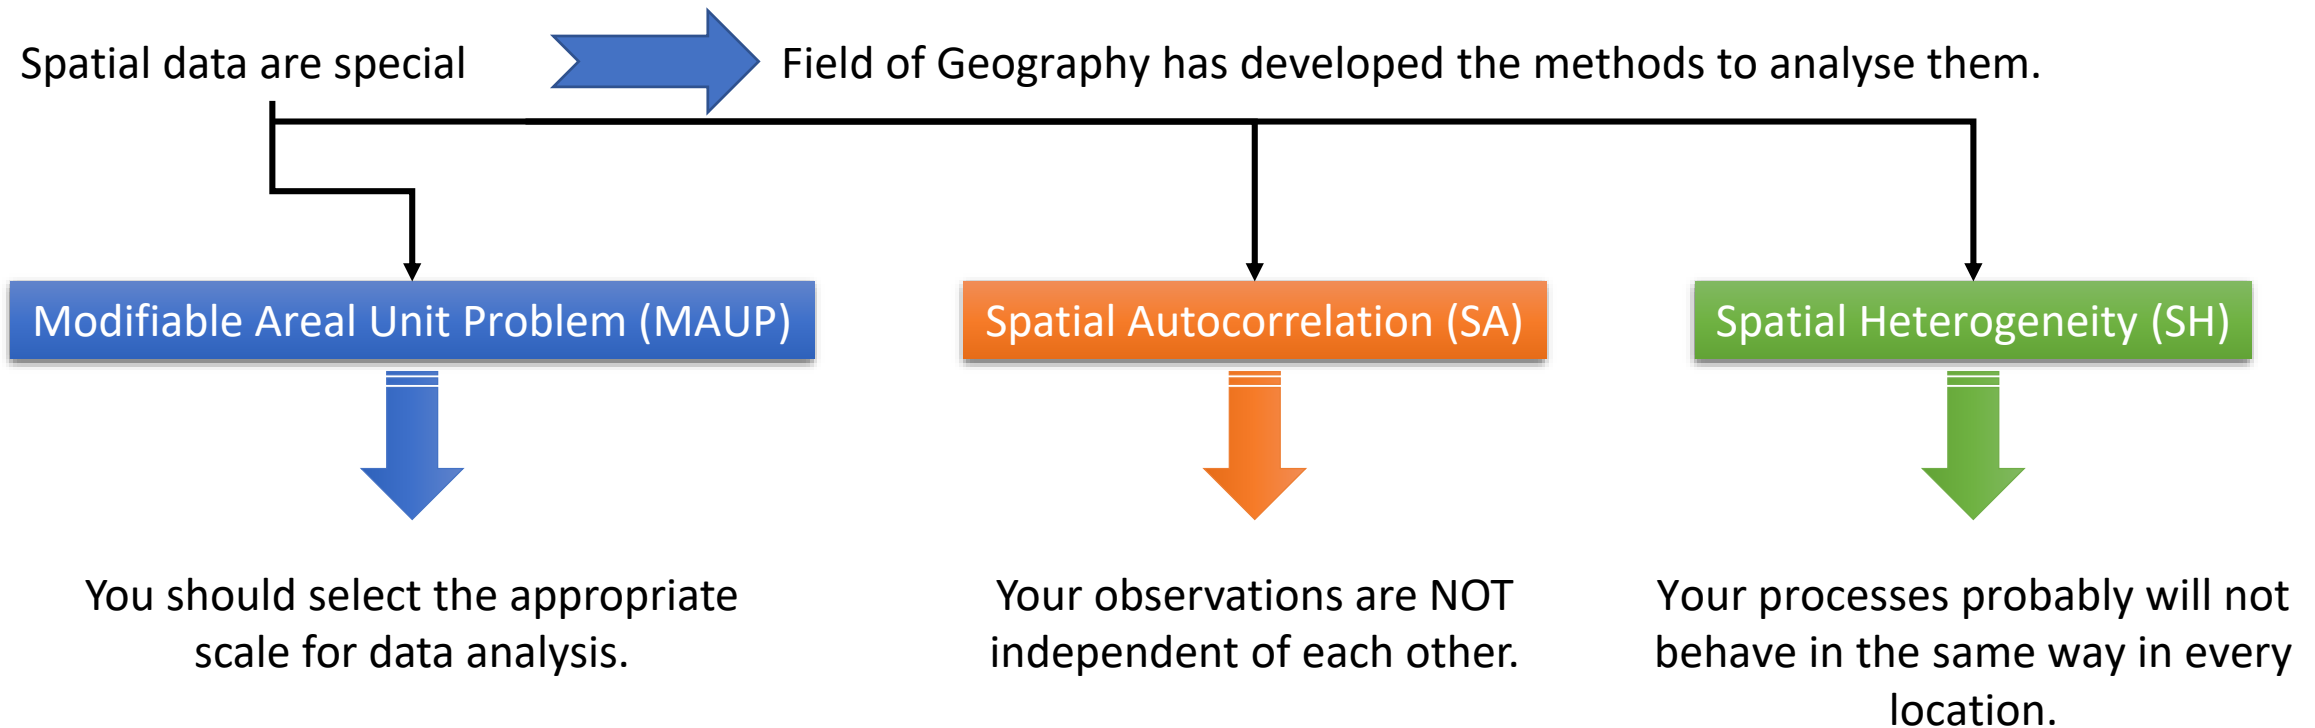 Spatial data are special
Field of Geography has developed the methods to analyse them.
Modifiable Areal Unit Problem (MAUP)
Spatial Autocorrelation (SA)
Spatial Heterogeneity (SH)
You should select the appropriate
scale for data analysis.
Your observations are NOT
independent of each other.
Your processes probably will not
behave in the same way in every
location.